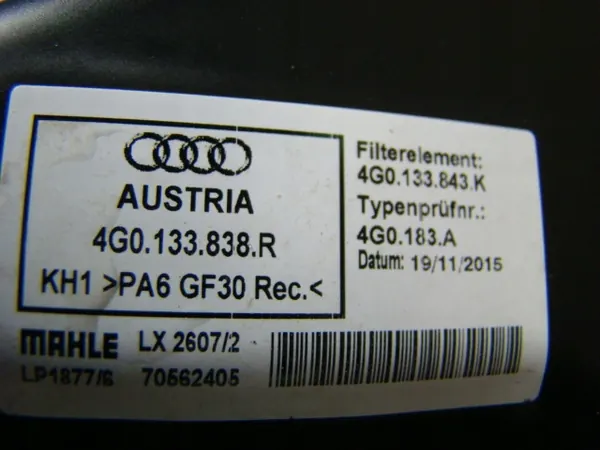 AUSTRIA
4G0.133.838.R
KH1 >PA6 GF30 Rec.<
Filterelement:
4G0.133.843.K
Typenprüfnr.:
4G0.183.A
Datum: 19/11/2015
MAHLE LX 2607/2
LP1877/6 70562405